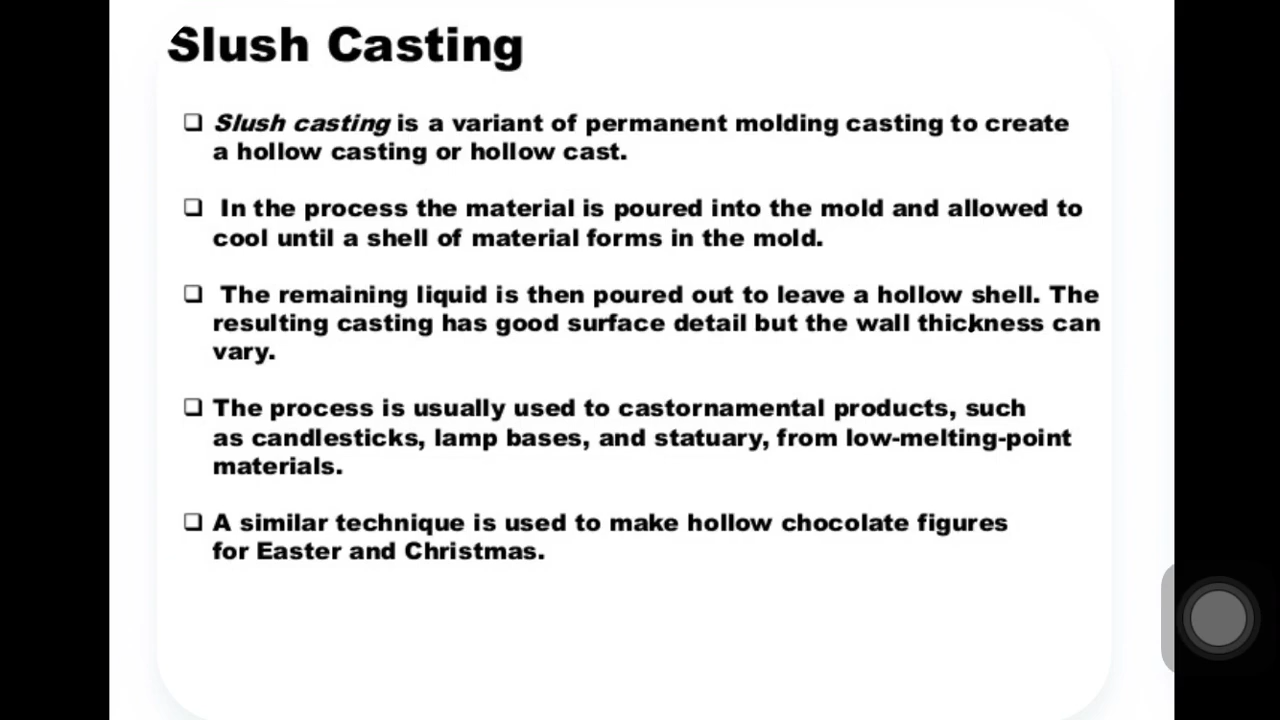 Slush Casting
❑ Slush casting is a variant of permanent molding casting to create
a hollow casting or hollow cast.
❑ In the process the material is poured into the mold and allowed to
cool until a shell of material forms in the mold.
❑ The remaining liquid is then poured out to leave a hollow shell. The
resulting casting has good surface detail but the wall thickness can
vary.
❑ The process is usually used to castornamental products, such
as candlesticks, lamp bases, and statuary, from low-melting-point
materials.
❑ A similar technique is used to make hollow chocolate figures
for Easter and Christmas.